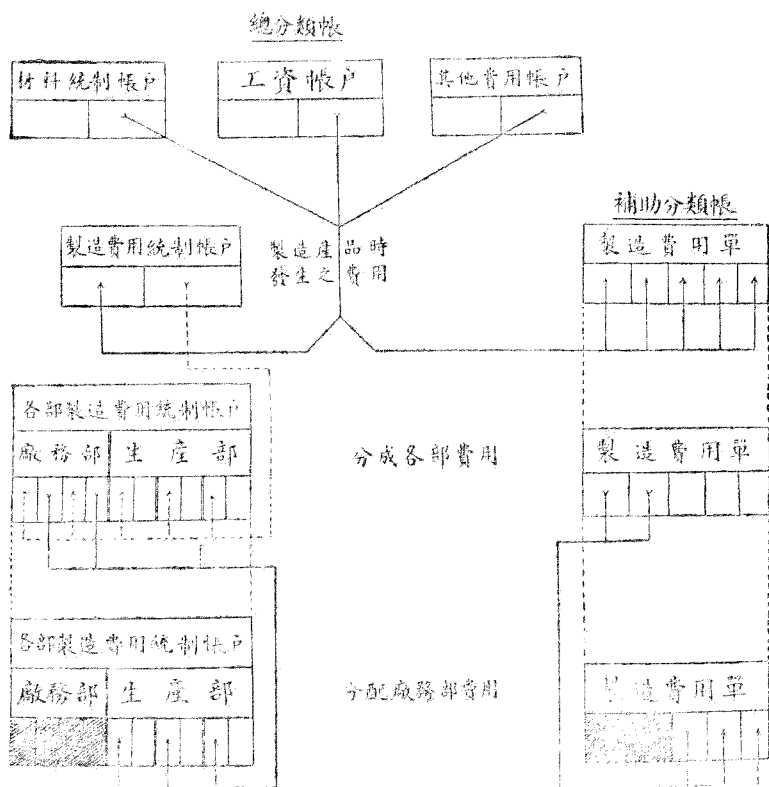 總分類帳
材料統制帳戶
工資帳戶
其他費用帳戶
補助分類帳
製造費用統制帳戶
製造產品時
發生之費用
製造費用單
各部製造費用統制帳戶
廠務部
生產部
分成各部費用
製造費用單
各部製造費用統制帳戶
廠務部
生產部
分配廠務部費用
製造費用單